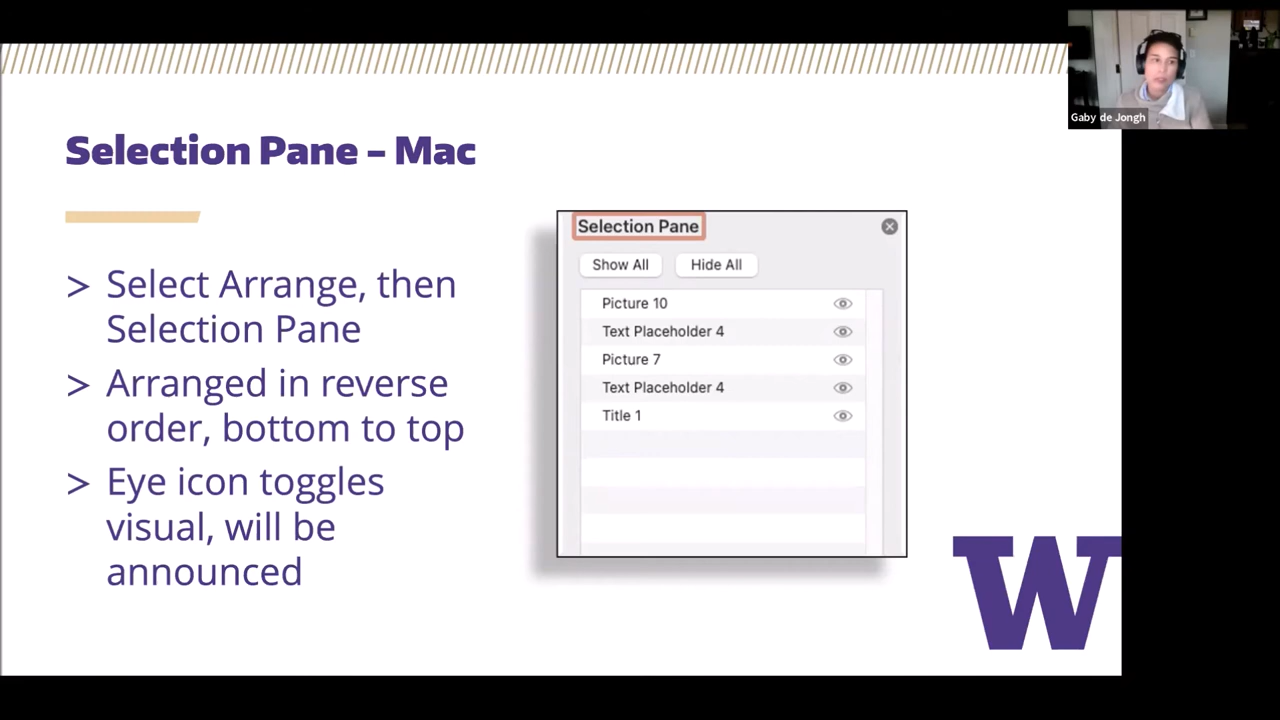 Gaby de Jongh
Selection Pane – Mac
> Select Arrange, then
Selection Pane
> Arranged in reverse
order, bottom to top
> Eye icon toggles
visual, will be
announced
Selection Pane
Show All Hide All
Picture 10
Text Placeholder 4
Picture 7
Text Placeholder 4
Title 1
W